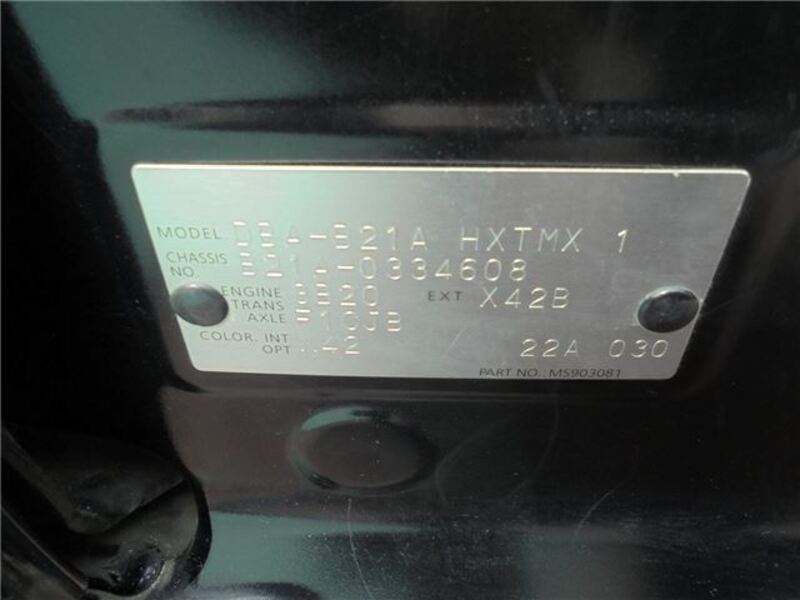 MODEL DBA-B21A HXTMX 1
CHASSIS NO. B21A-0334608
ENGINE 3B20 EXT X42B
TRANS AXLE F1CJB
COLOR. INT OPT ..42 22A 030
PART NO. MS903081